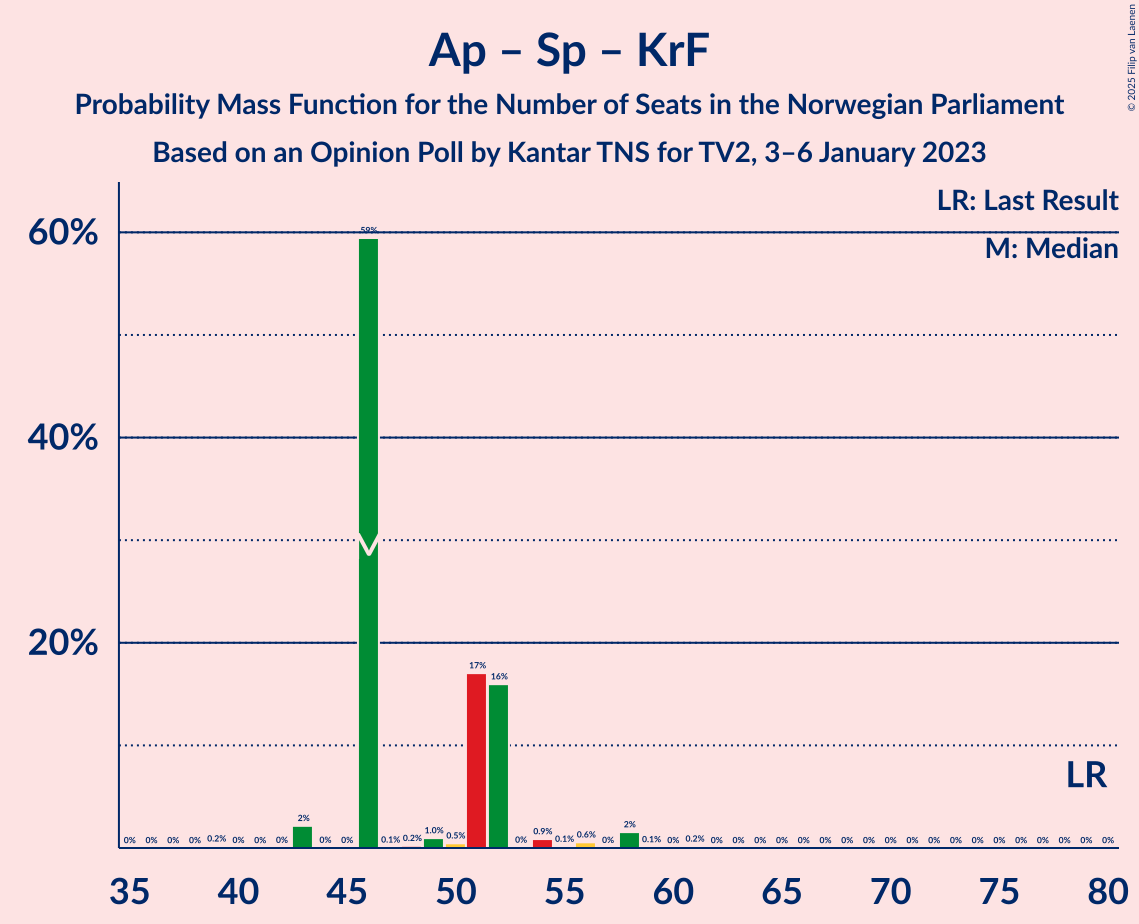 Ap – Sp – KrF
Probability Mass Function for the Number of Seats in the Norwegian Parliament
Based on an Opinion Poll by Kantar TNS for TV2, 3–6 January 2023
© 2025 Filip van Laenen
LR: Last Result
M: Median
60%
40%
20%
59%
17%
16%
LR
0% 0% 0% 0% 0.2% 0% 0% 0% 2% 0% 0% 0.1% 0.2% 1.0% 0.5% 0% 0.9% 0.1% 0.6% 0% 2% 0.1% 0% 0.2% 0% 0% 0% 0% 0% 0% 0% 0% 0% 0% 0% 0% 0% 0% 0% 0% 0% 0% 0%
35 40 45 50 55 60 65 70 75 80